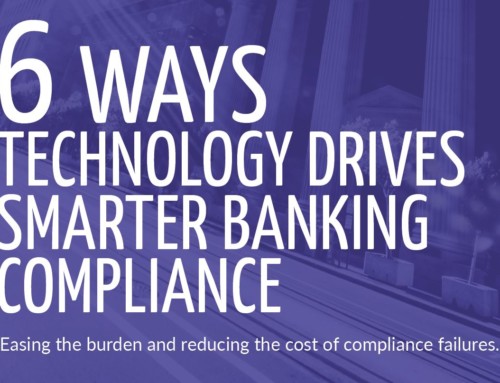 6 WAYS
TECHNOLOGY DRIVES
SMARTER BANKING
COMPLIANCE
Easing the burden and reducing the cost of compliance failures.